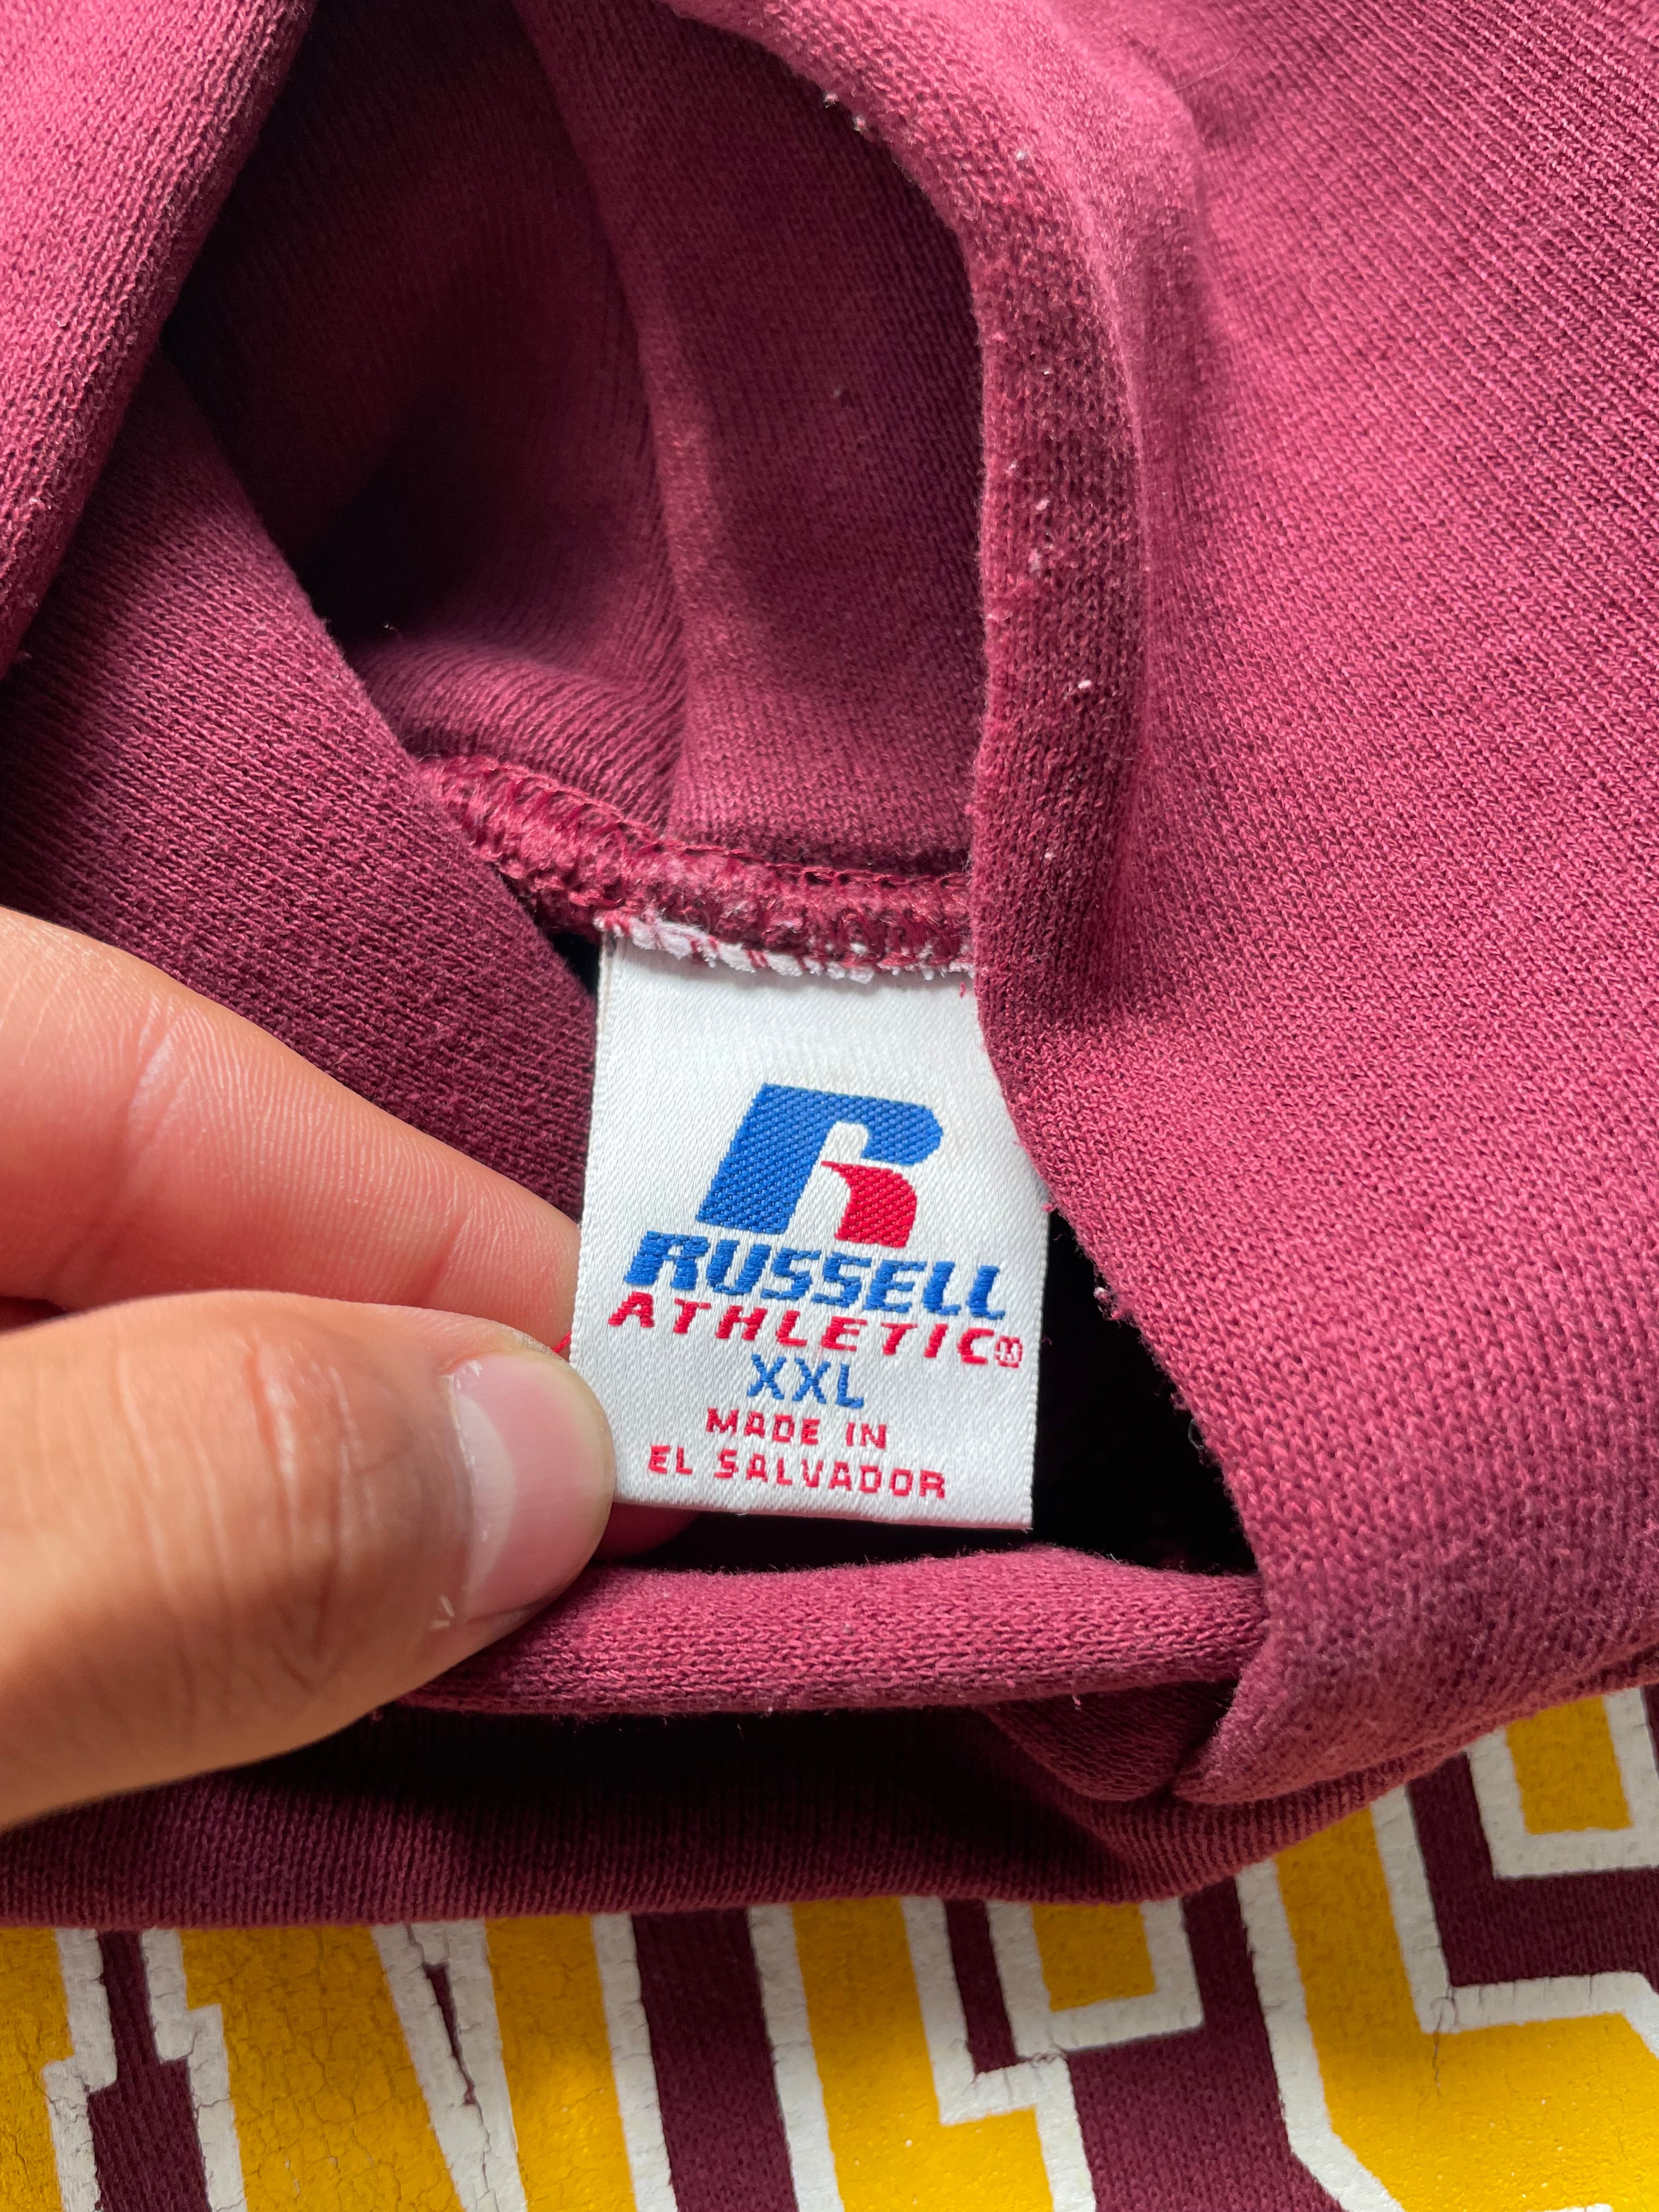 R
RUSSELL
ATHLETIC®
XXL
MADE IN
EL SALVADOR